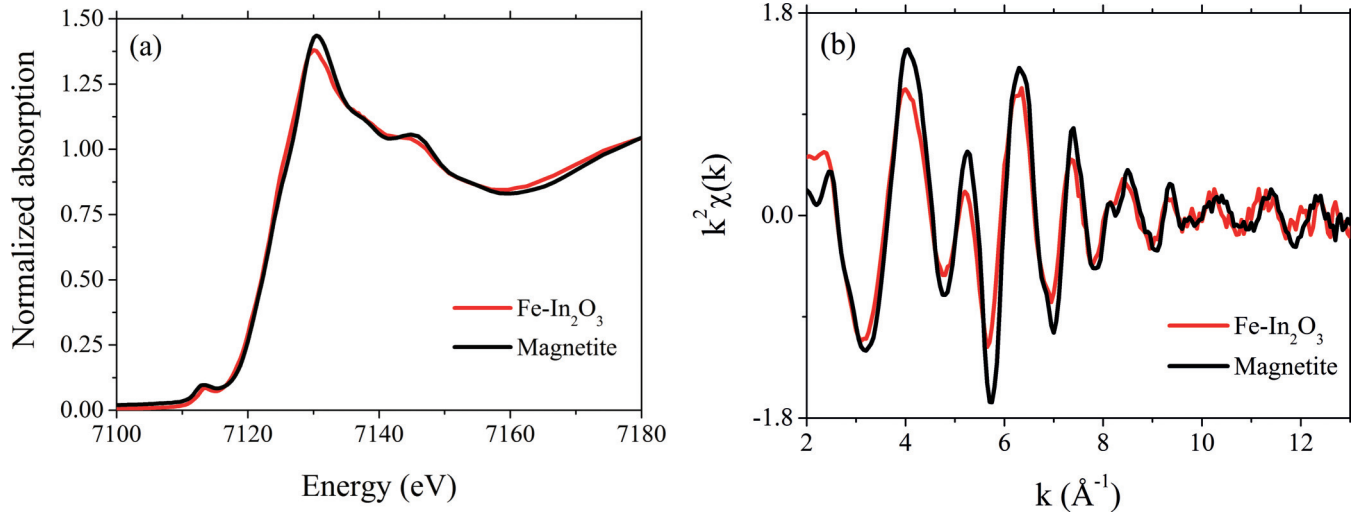 (a)
Normalized absorption
1.50
1.25
1.00
0.75
0.50
0.25
0.00
7100 7120 7140 7160 7180
Energy (eV)
Fe-In₂O₃
Magnetite
(b)
k²χ(k)
1.8
0.0
-1.8
2 4 6 8 10 12
k (Å⁻¹)
Fe-In₂O₃
Magnetite